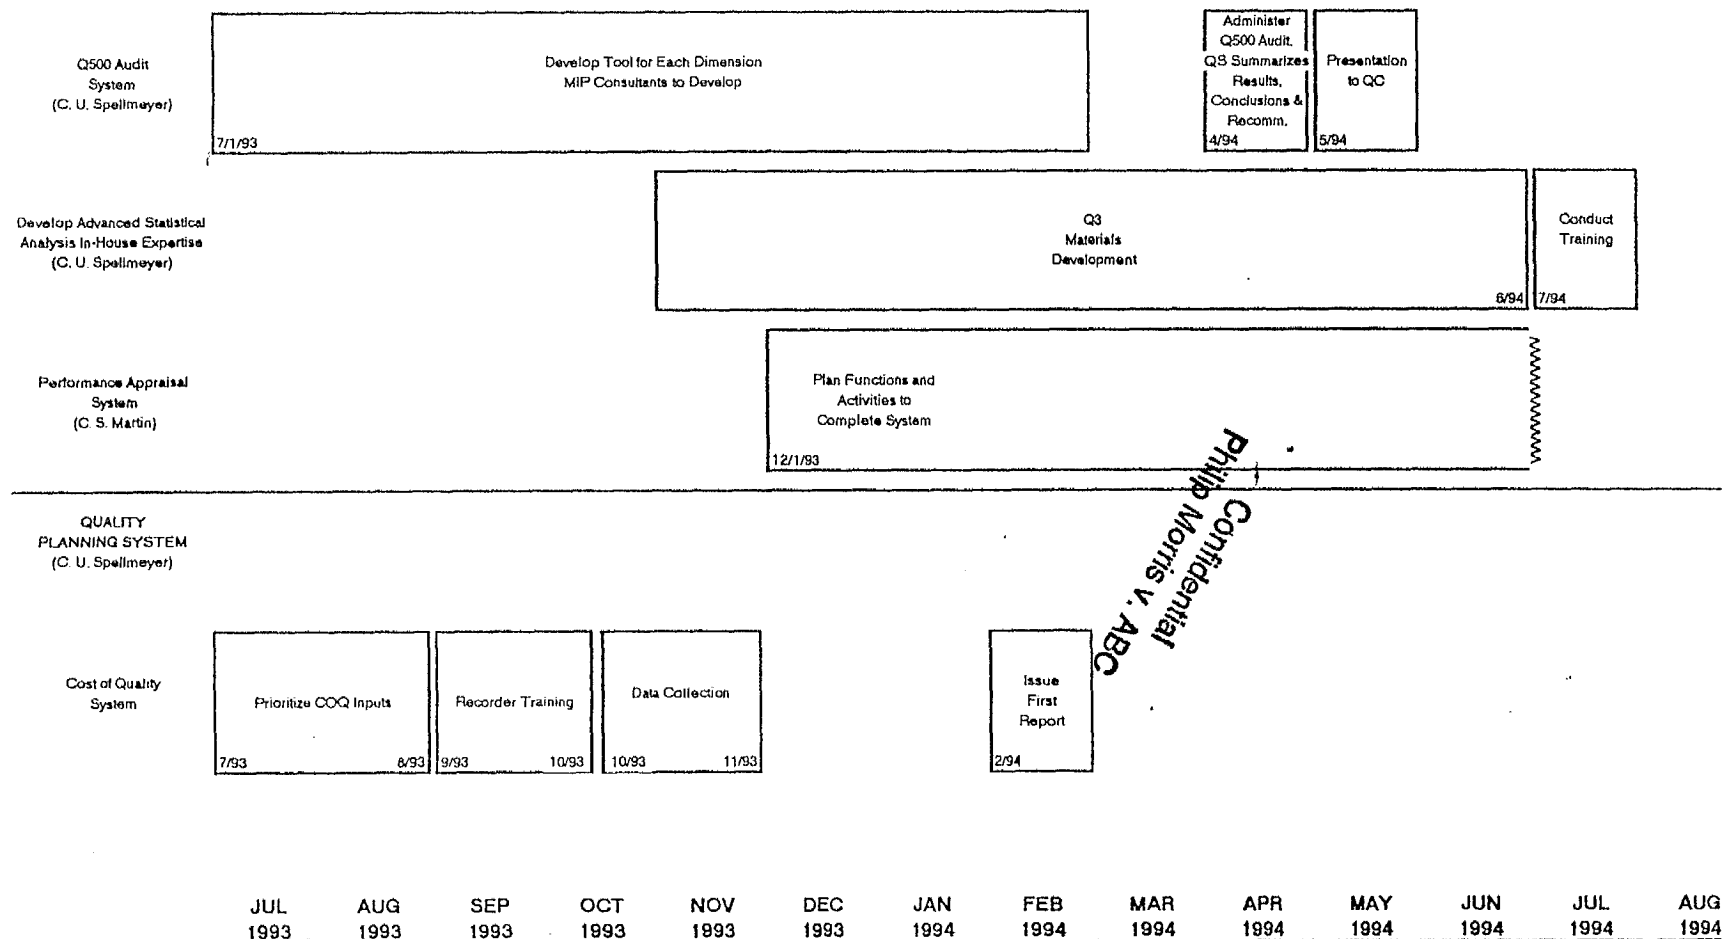 Q500 Audit
System
(C. U. Spellmeyer)
Develop Tool for Each Dimension
MIP Consultants to Develop
7/1/93
Administer
Q500 Audit.
QS Summarizes
Results,
Conclusions &
Recomm.
4/94
Presentation
to QC
5/94
Develop Advanced Statistical
Analysis In-House Expertise
(C. U. Spellmeyer)
Q3
Materials
Development
6/94
Conduct
Training
7/94
Performance Appraisal
System
(C. S. Martin)
Plan Functions and
Activities to
Complete System
12/1/93
Confidential
Philip Morris v. ABC
QUALITY
PLANNING SYSTEM
(C. U. Spellmeyer)
Cost of Quality
System
Prioritize COQ Inputs
7/93 8/93
Recorder Training
9/93 10/93
Data Collection
10/93 11/93
Issue
First
Report
2/94
JUL AUG SEP OCT NOV DEC JAN FEB MAR APR MAY JUN JUL AUG
1993 1993 1993 1993 1993 1993 1994 1994 1994 1994 1994 1994 1994 1994